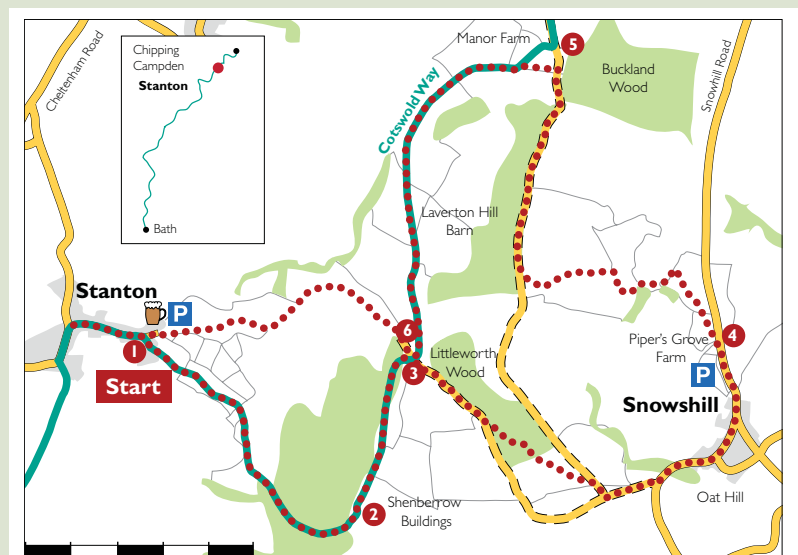 Cheltenham Road
Chipping
Campden
Stanton
Bath
Manor Farm
5
Buckland
Wood
Snowhill Road
Cotswold Way
Laverton Hill
Barn
Stanton
P
1
Start
6
3
Littleworth
Wood
Piper's Grove
Farm
4
P
Snowshill
2
Shenberrow
Buildings
Oat Hill